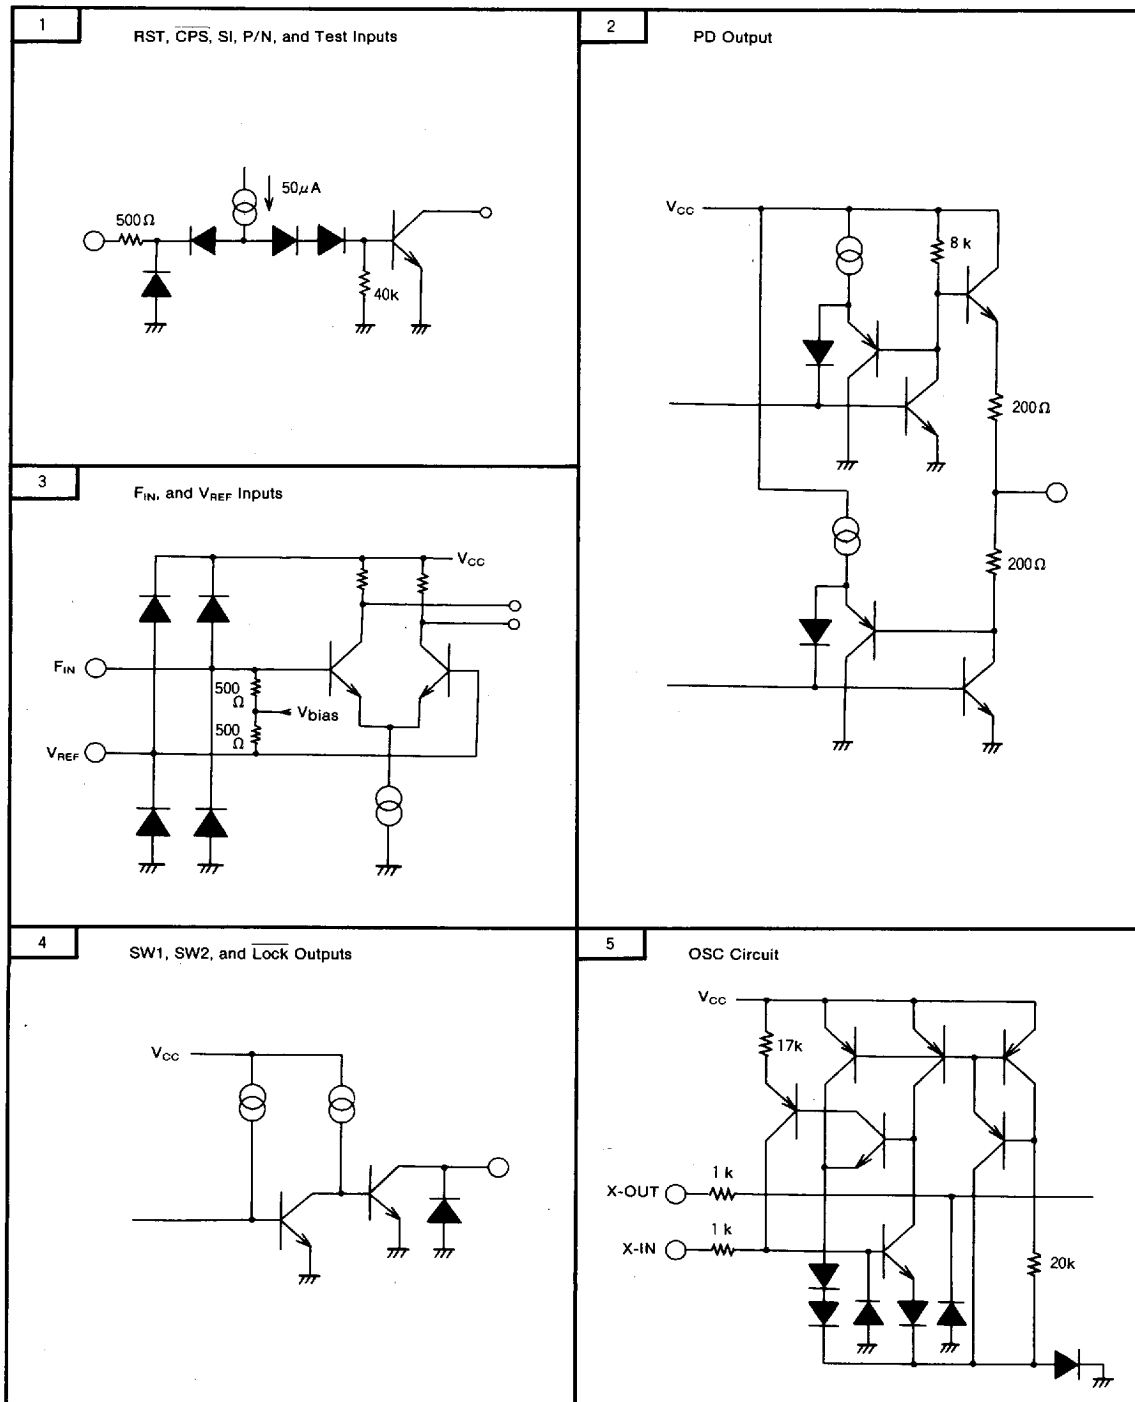 1
RST, CPS, SI, P/N, and Test Inputs
50μA
500Ω
40k
2
PD Output
VCC
8 k
200Ω
200Ω
3
FIN, and VREF Inputs
VCC
FIN
500
Ω
Vbias
500
Ω
VREF
4
SW1, SW2, and Lock Outputs
VCC
5
OSC Circuit
VCC
17k
1 k
X-OUT
1 k
X-IN
20k